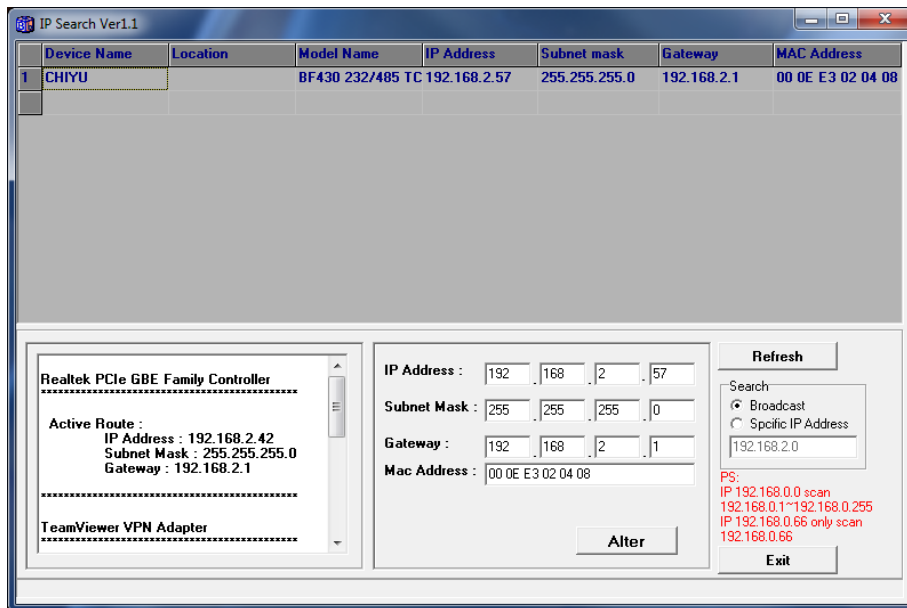 IP Search Ver1.1
Device Name Location Model Name IP Address Subnet mask Gateway MAC Address
1 CHIYU BF430 232/485 TC 192.168.2.57 255.255.255.0 192.168.2.1 00 0E E3 02 04 08
Realtek PCIe GBE Family Controller
******************************************
Active Route :
IP Address : 192.168.2.42
Subnet Mask : 255.255.255.0
Gateway : 192.168.2.1
******************************************
TeamViewer VPN Adapter
******************************************
IP Address : 192 . 168 . 2 . 57
Subnet Mask : 255 . 255 . 255 . 0
Gateway : 192 . 168 . 2 . 1
Mac Address : 00 0E E3 02 04 08
Alter
Refresh
Search
Broadcast
Spcific IP Address
192.168.2.0
PS:
IP 192.168.0.0 scan
192.168.0.1~192.168.0.255
IP 192.168.0.66 only scan
192.168.0.66
Exit